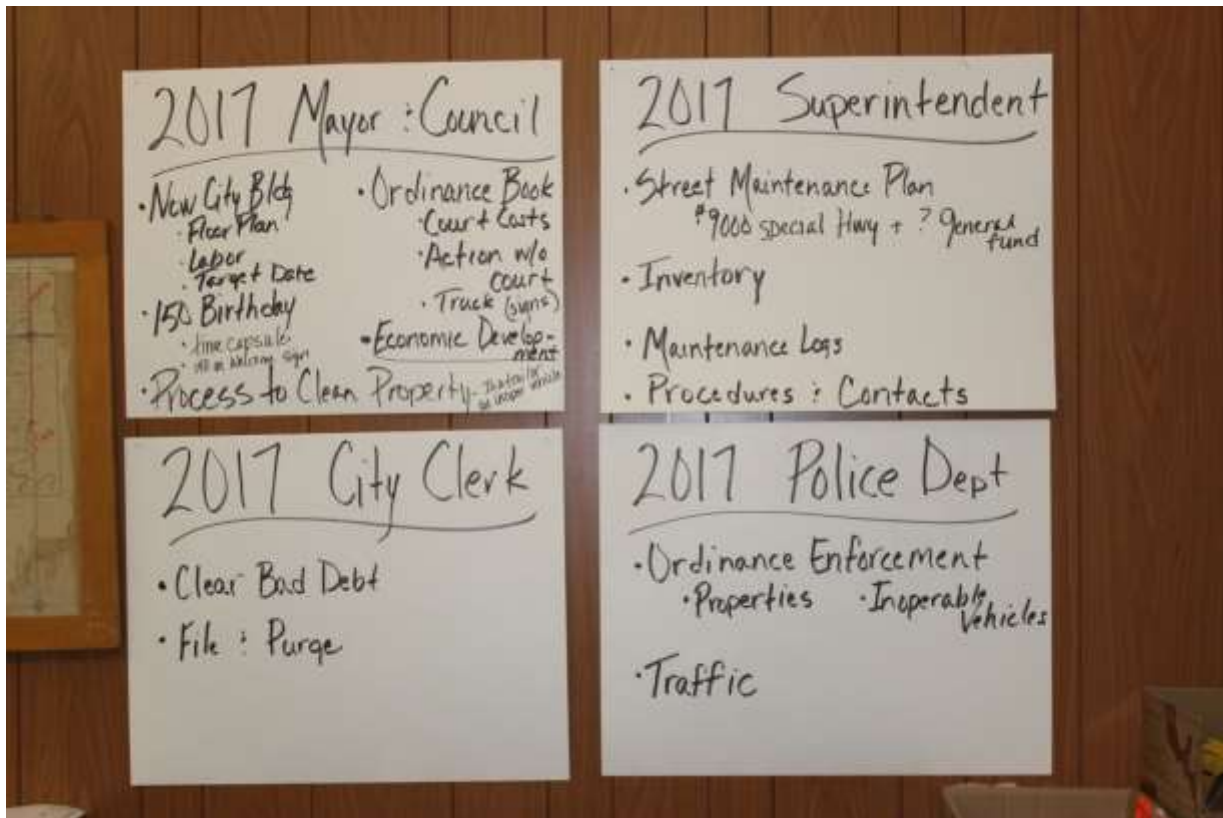 2017 Mayor : Council
• New City Bldg
• Floor Plan
• Labor
• Target Date
• 150 Birthday
• time capsule
• Ordinance Book
• Court Costs
• Action w/o
court
• Truck (signs)
• Economic Develop-
ment
• Process to Clean Property
2017 Superintendent
• Street Maintenance Plan
$9000 special Hwy + ? general
fund
• Inventory
• Maintenance Logs
• Procedures : Contacts
2017 City Clerk
• Clear Bad Debt
• File : Purge
2017 Police Dept
• Ordinance Enforcement
• Properties • Inoperable
Vehicles
• Traffic